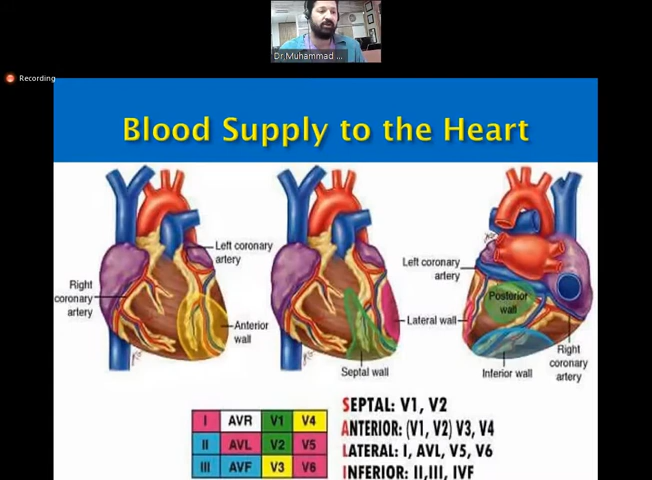 Dr.Muhammad ...
Recording
Blood Supply to the Heart
Left coronary
artery
Right
coronary
artery
Anterior
wall
Septal wall
Lateral wall
Left coronary
artery
Posterior
wall
Inferior wall
Right
coronary
artery
I AVR V1 V4
II AVL V2 V5
III AVF V3 V6
SEPTAL: V1, V2
ANTERIOR: (V1, V2) V3, V4
LATERAL: I, AVL, V5, V6
INFERIOR: II,III, IVF